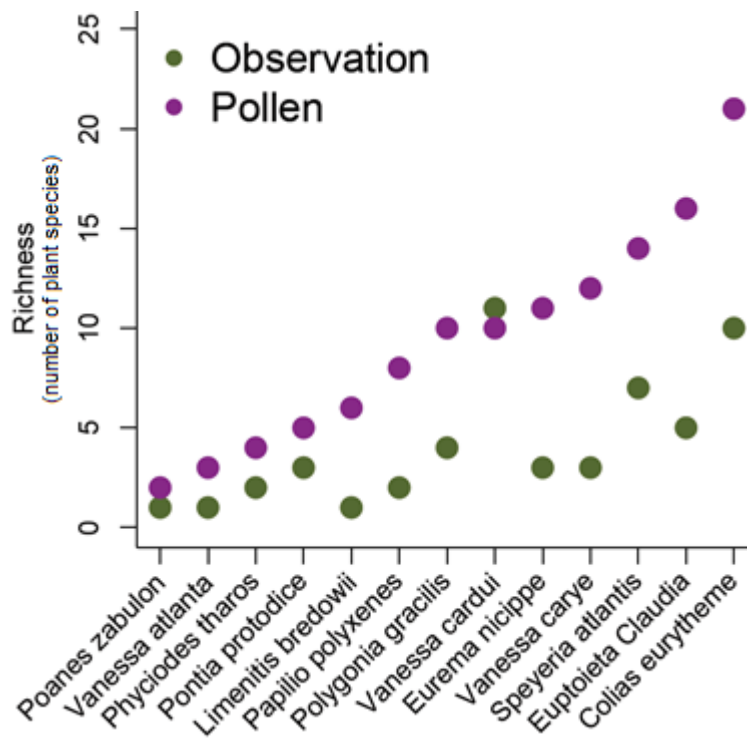 Observation
Pollen
Richness
(number of plant species)
25
20
15
10
5
0
Poanes zabulon
Vanessa atlanta
Phyciodes tharos
Pontia protodice
Limenitis bredowii
Papilio polyxenes
Polygonia gracilis
Vanessa cardui
Eurema nicippe
Vanessa carye
Speyeria atlantis
Euptoieta Claudia
Colias eurytheme